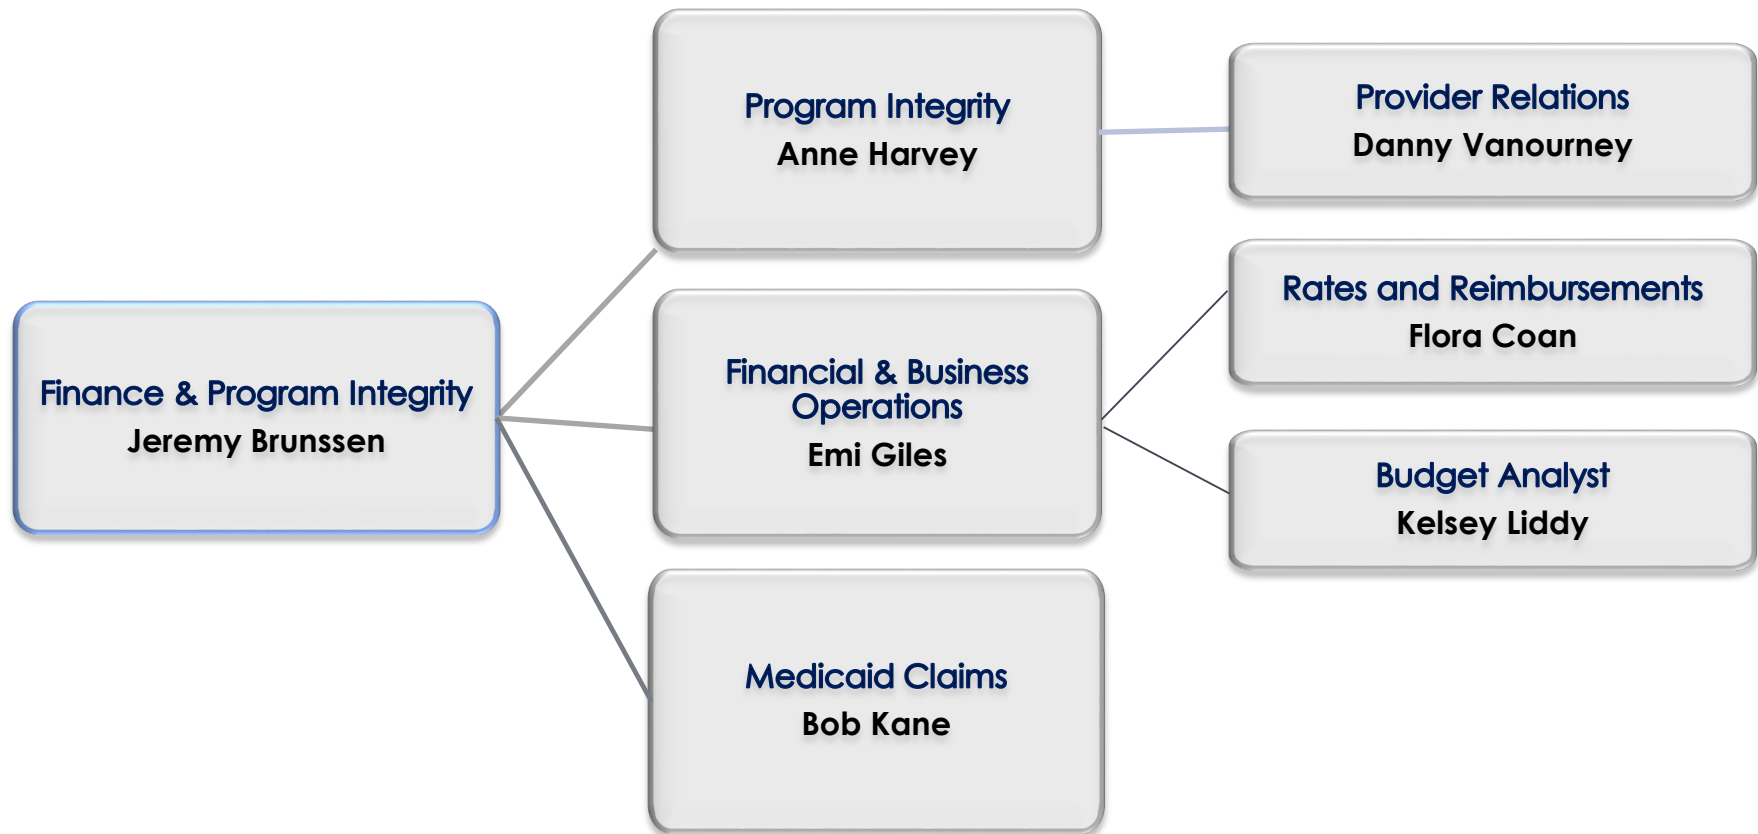 Finance & Program Integrity
Jeremy Brunssen
Program Integrity
Anne Harvey
Financial & Business
Operations
Emi Giles
Medicaid Claims
Bob Kane
Provider Relations
Danny Vanourney
Rates and Reimbursements
Flora Coan
Budget Analyst
Kelsey Liddy